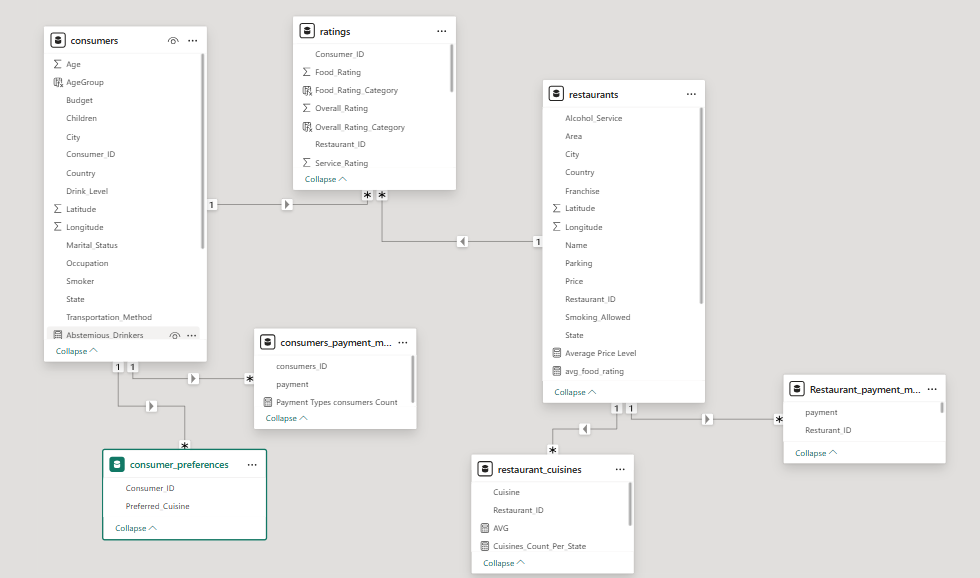 consumers
Age
AgeGroup
Budget
Children
City
Consumer_ID
Country
Drink_Level
Latitude
Longitude
Marital_Status
Occupation
Smoker
State
Transportation_Method
Abstemious_Drinkers
Collapse
ratings
Consumer_ID
Food_Rating
Food_Rating_Category
Overall_Rating
Overall_Rating_Category
Restaurant_ID
Service_Rating
Collapse
restaurants
Alcohol_Service
Area
City
Country
Franchise
Latitude
Longitude
Name
Parking
Price
Restaurant_ID
Smoking_Allowed
State
Average Price Level
avg_food_rating
Collapse
1
*
*
1
consumers_payment_m...
consumers_ID
payment
Payment Types consumers Count
Collapse
1
1
*
*
consumer_preferences
Consumer_ID
Preferred_Cuisine
Collapse
1
1
*
*
restaurant_cuisines
Cuisine
Restaurant_ID
AVG
Cuisines_Count_Per_State
Collapse
Restaurant_payment_m...
payment
Resturant_ID
Collapse